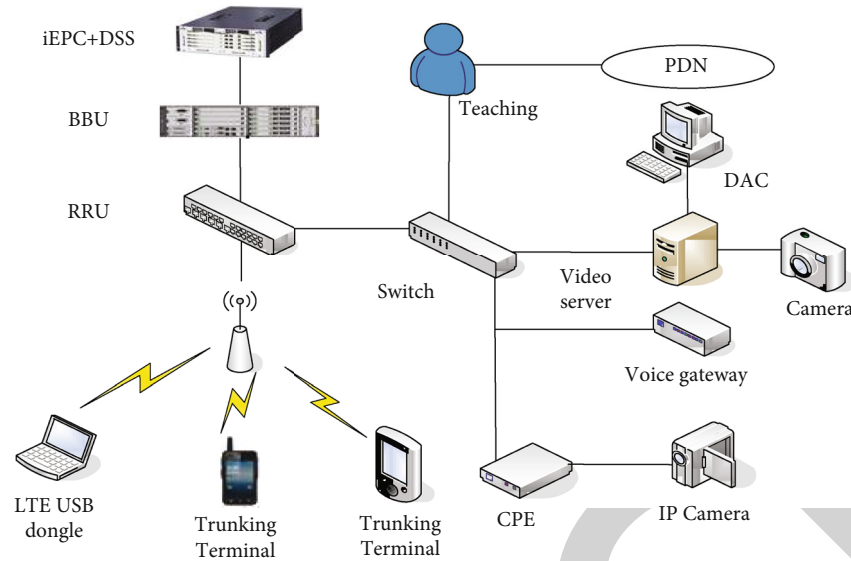 iEPC+DSS
PDN
Teaching
BBU
DAC
RRU
Switch
Video
server
Camera
Voice gateway
LTE USB
dongle
Trunking
Terminal
Trunking
Terminal
CPE
IP Camera